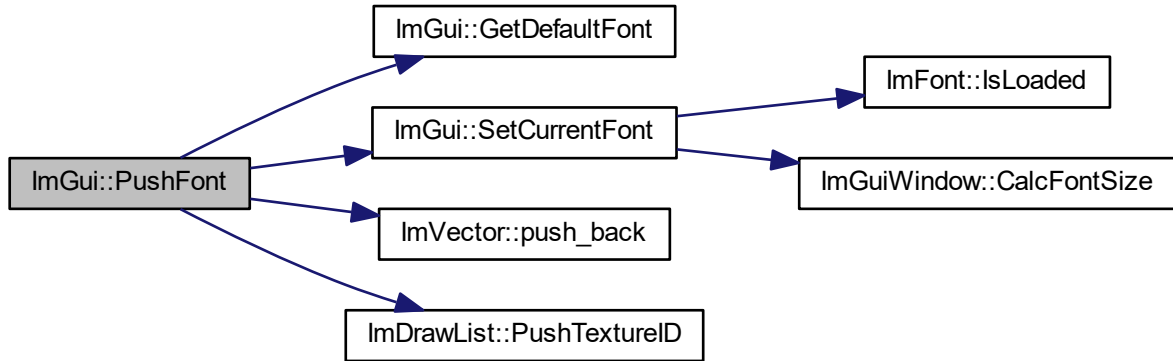 ImGui::GetDefaultFont
ImFont::IsLoaded
ImGui::SetCurrentFont
ImGui::PushFont
ImGuiWindow::CalcFontSize
ImVector::push_back
ImDrawList::PushTextureID